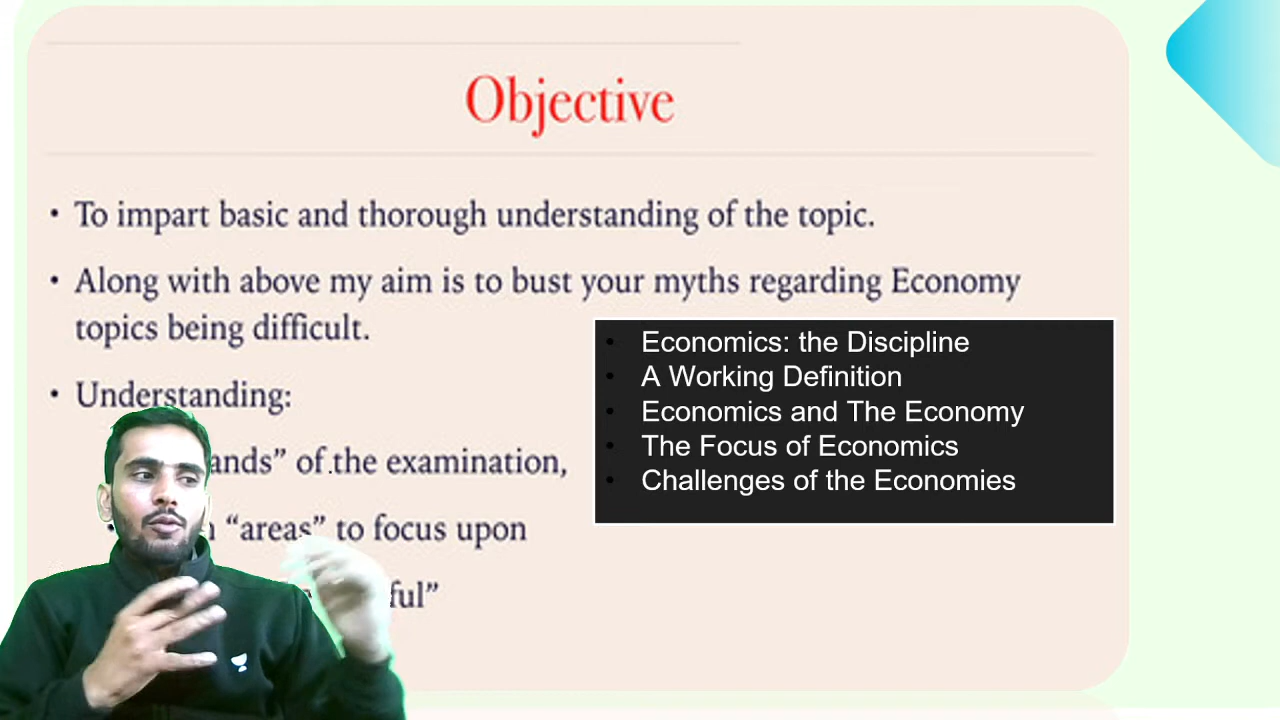 Objective
• To impart basic and thorough understanding of the topic.
• Along with above my aim is to bust your myths regarding Economy
topics being difficult.
• Understanding:
of the examination,
“areas” to focus upon
• Economics: the Discipline
• A Working Definition
• Economics and The Economy
• The Focus of Economics
• Challenges of the Economies